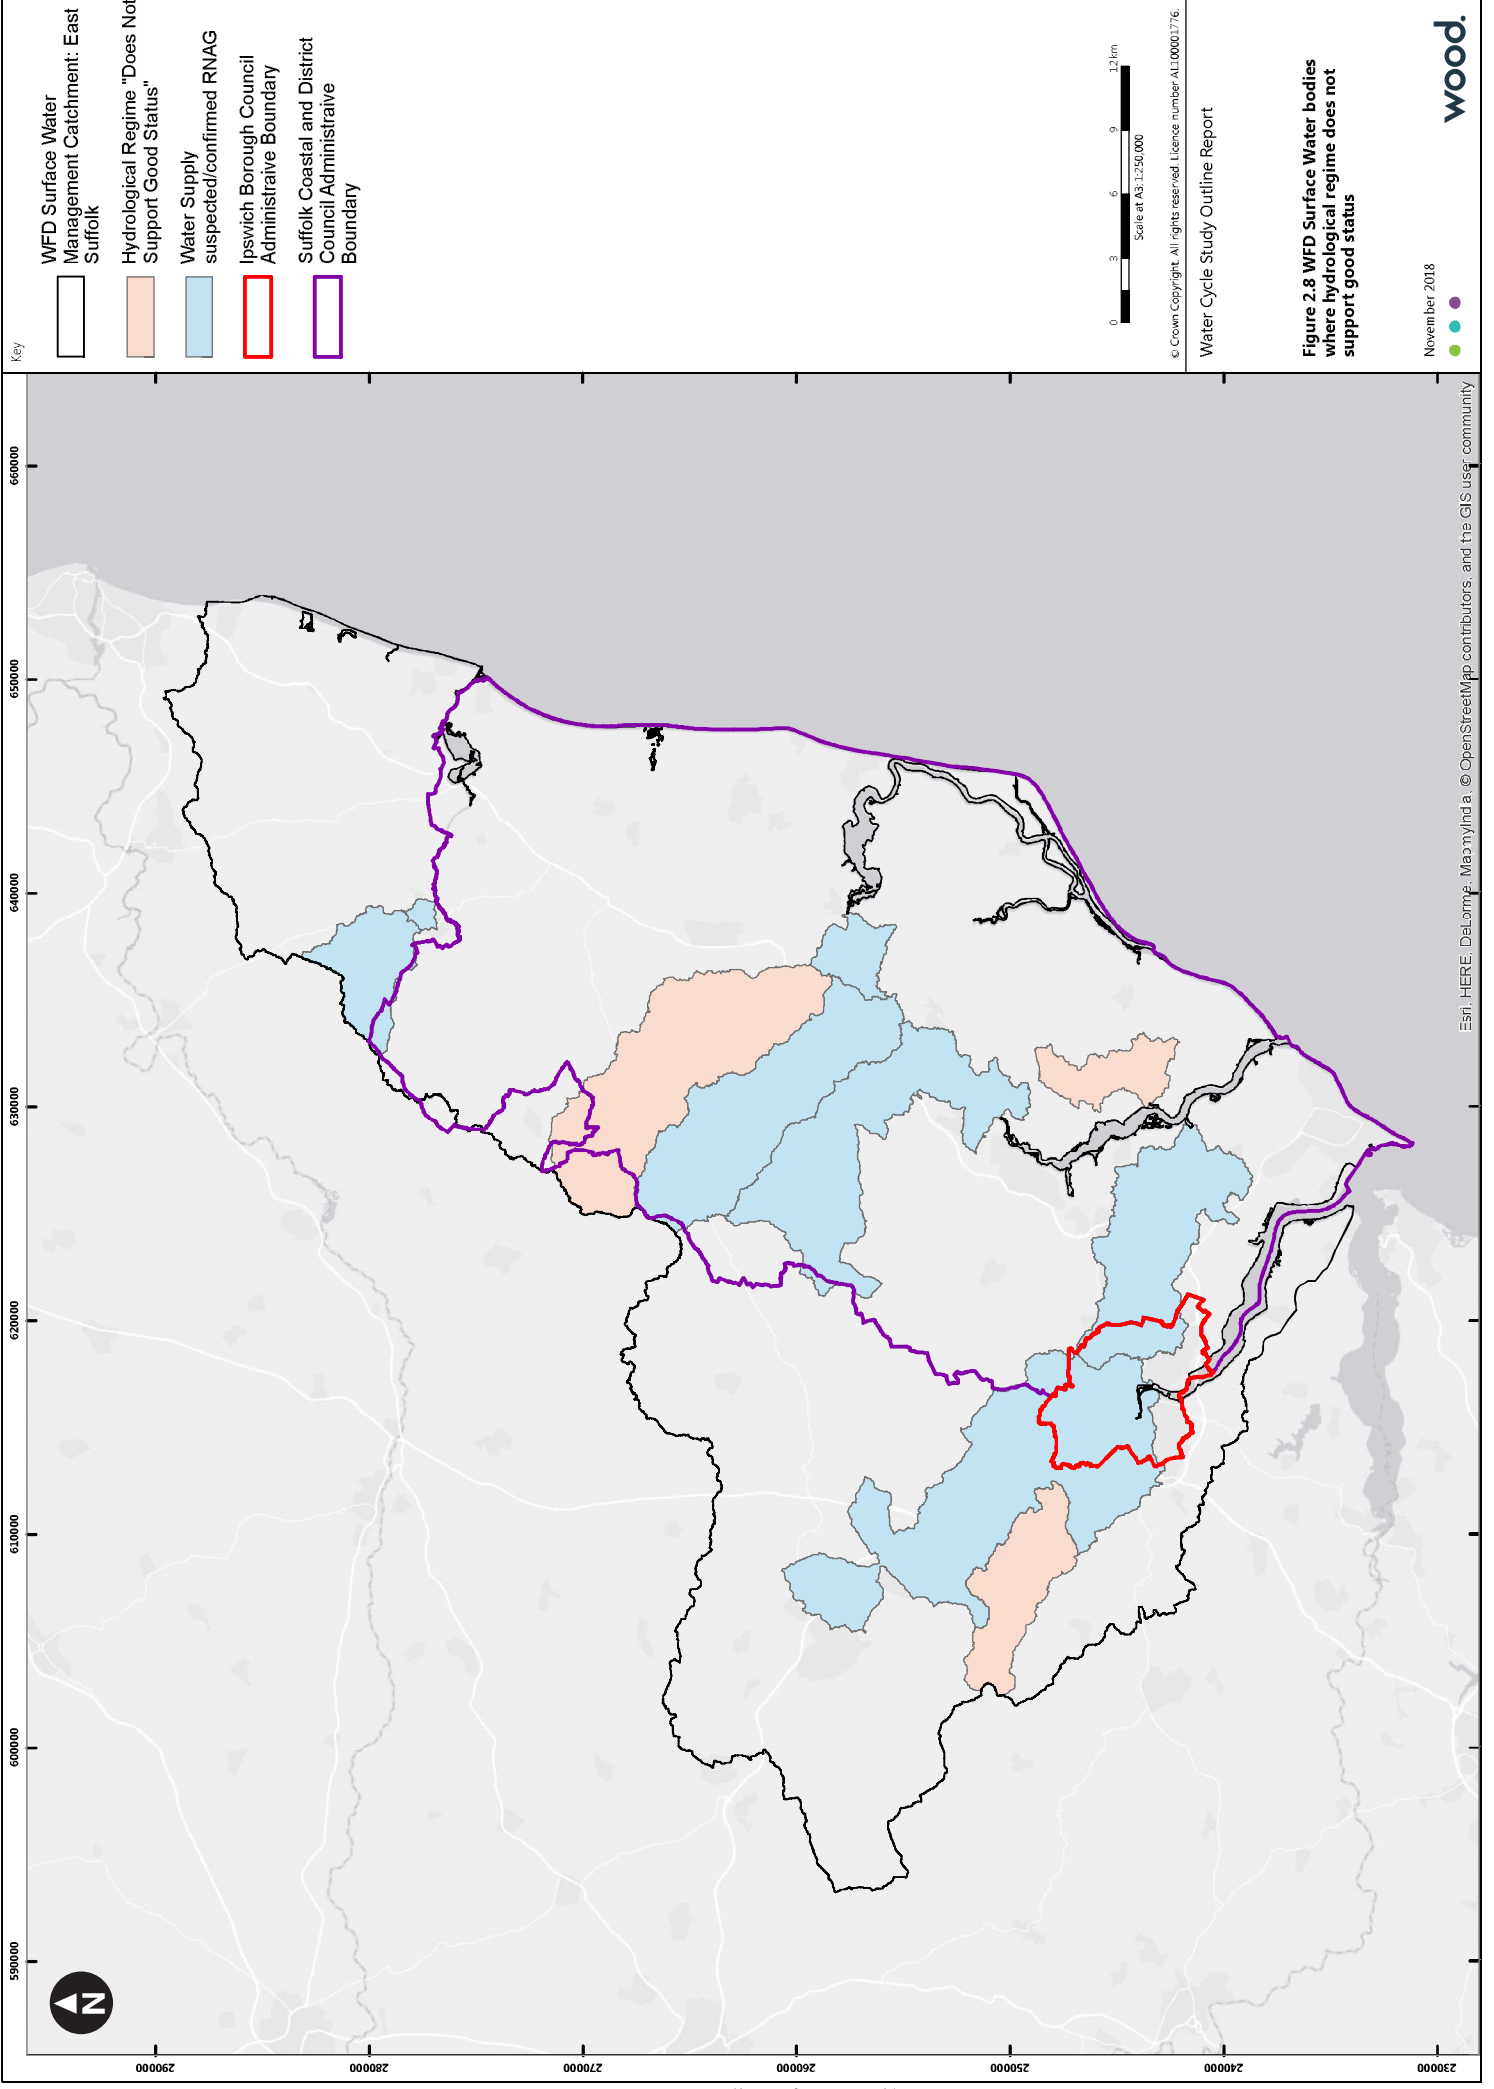 Key
WFD Surface Water
Management Catchment: East
Suffolk
Hydrological Regime "Does Not
Support Good Status"
Water Supply
suspected/confirmed RNAG
Ipswich Borough Council
Administraive Boundary
Suffolk Coastal and District
Council Administraive
Boundary
0 3 6 9 12 km
Scale at A3: 1:250,000
© Crown Copyright. All rights reserved. Licence number AL100001776.
Water Cycle Study Outline Report
Figure 2.8 WFD Surface Water bodies
where hydrological regime does not
support good status
November 2018
wood.
590000 600000 610000 620000 630000 640000 650000 660000
290000
280000
270000
260000
250000
240000
230000
N
Esri, HERE, DeLorme, MapmyIndia, © OpenStreetMap contributors, and the GIS user community